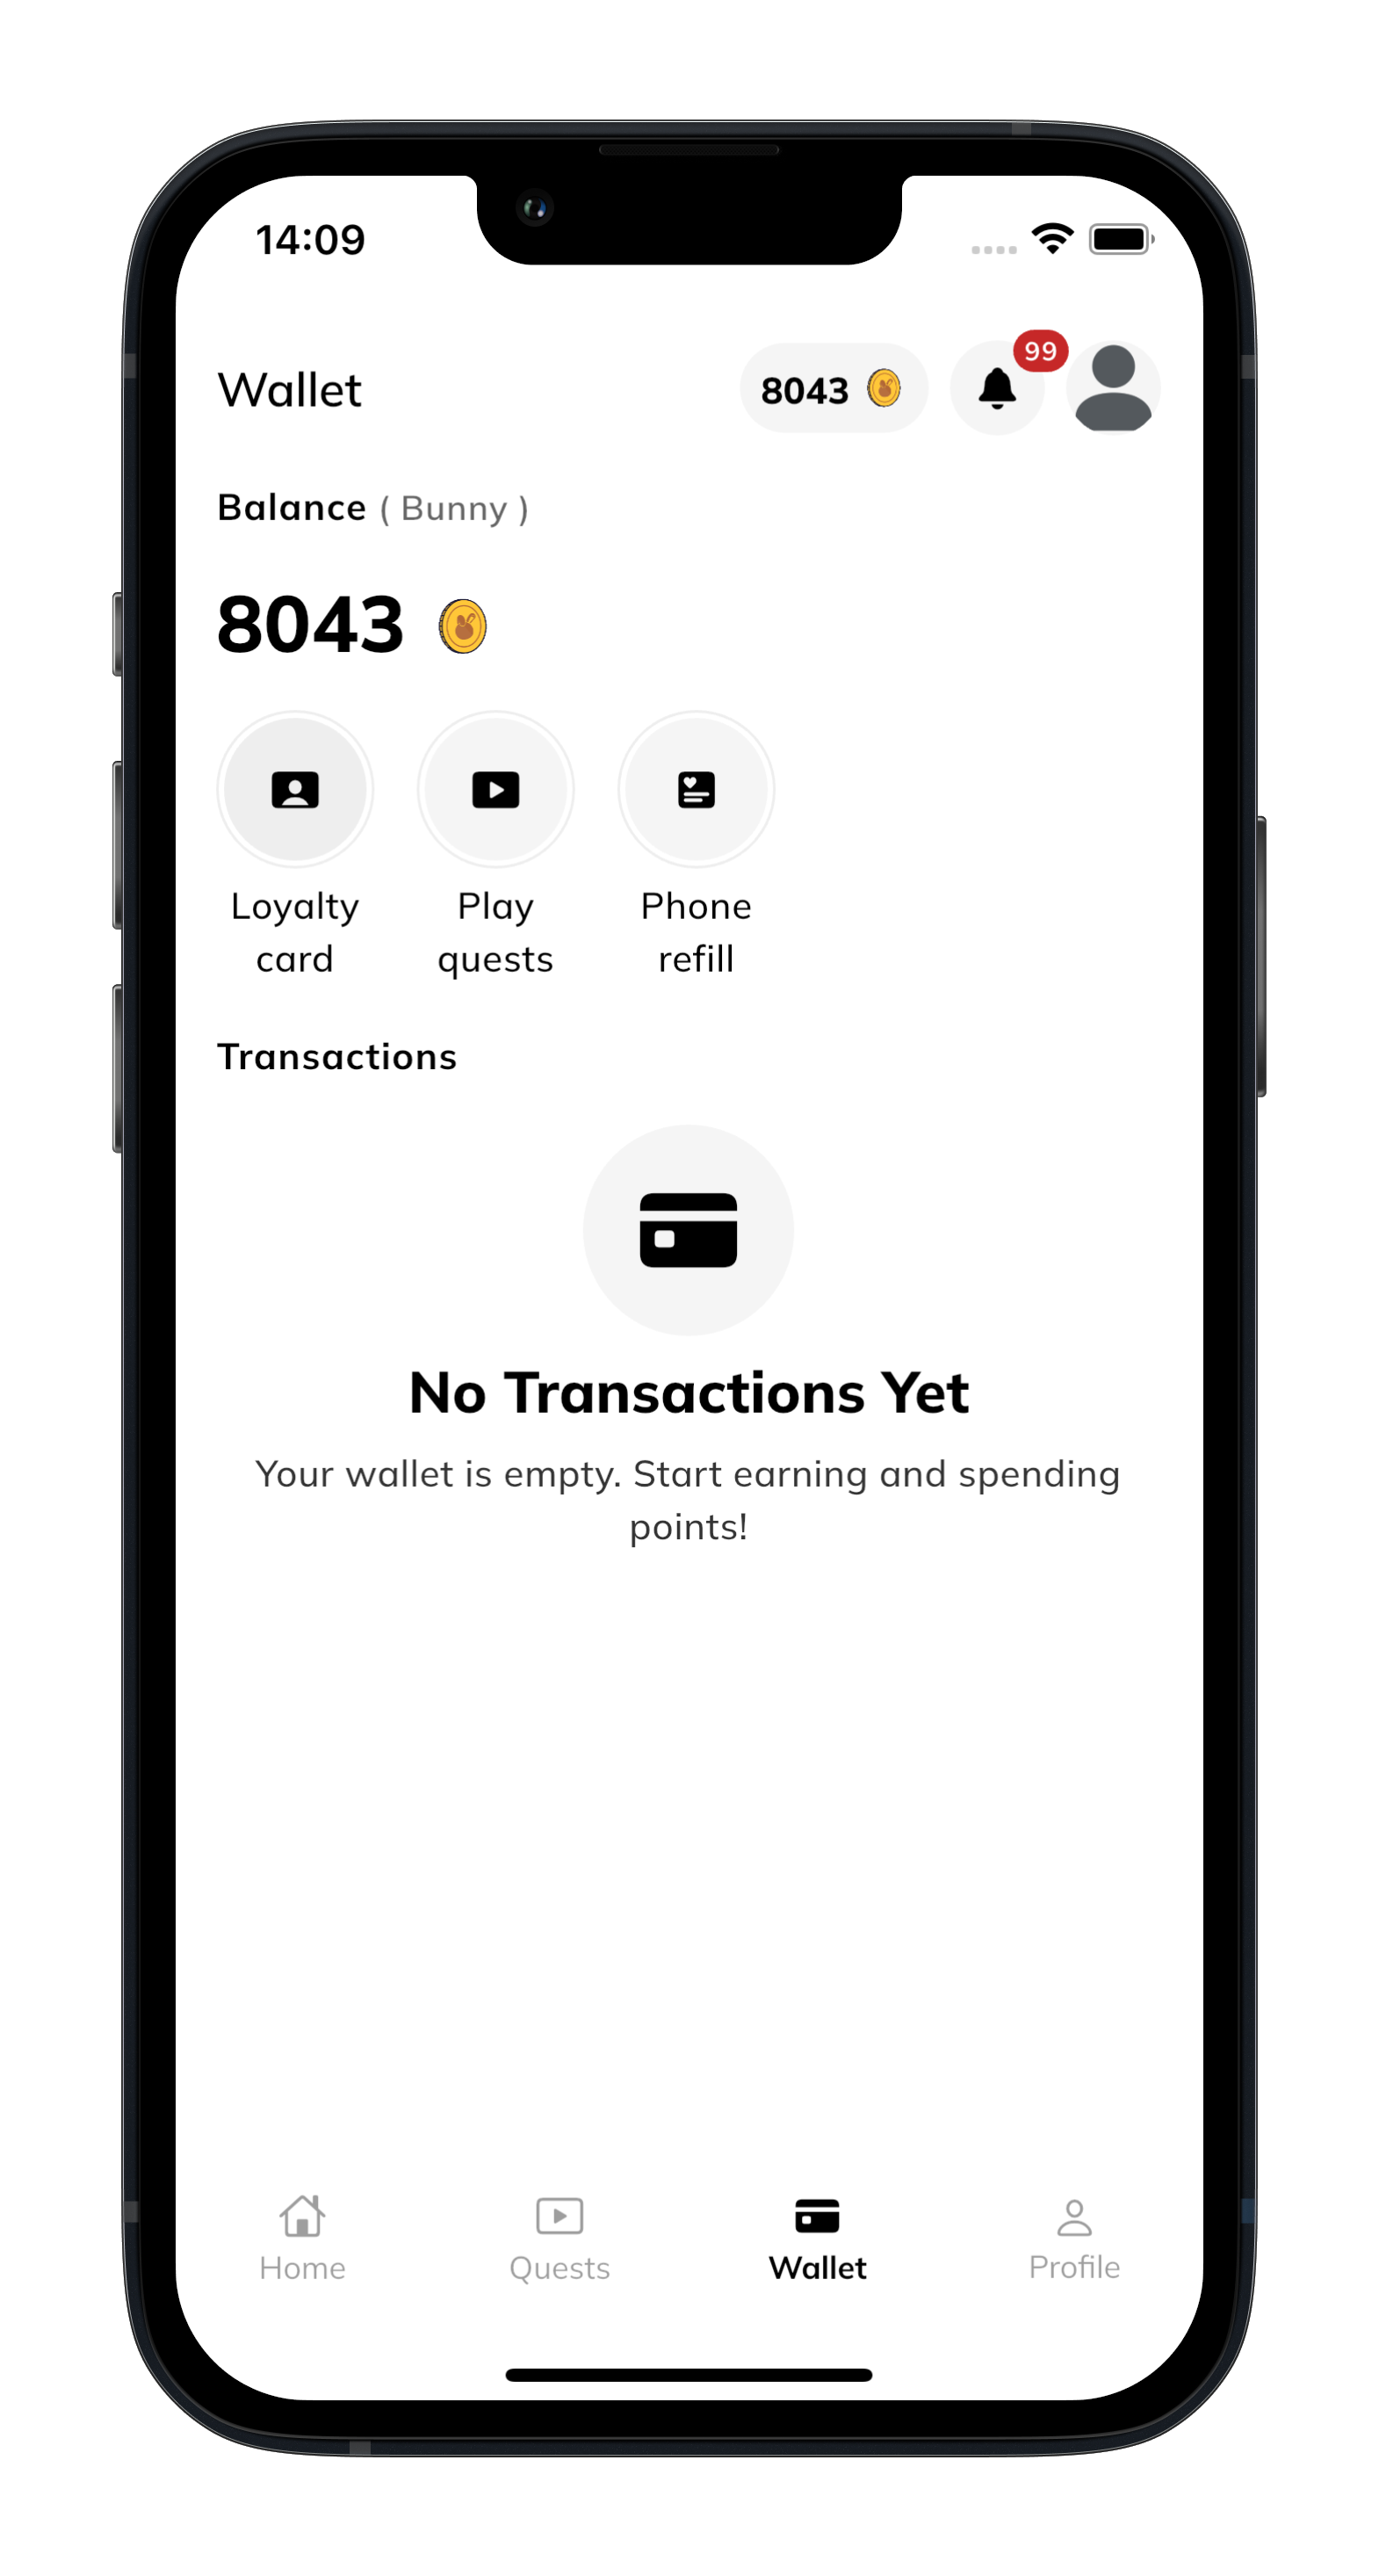 14:09
Wallet
8043
99
Balance ( Bunny )
8043
Loyalty
card
Play
quests
Phone
refill
Transactions
No Transactions Yet
Your wallet is empty. Start earning and spending
points!
Home
Quests
Wallet
Profile